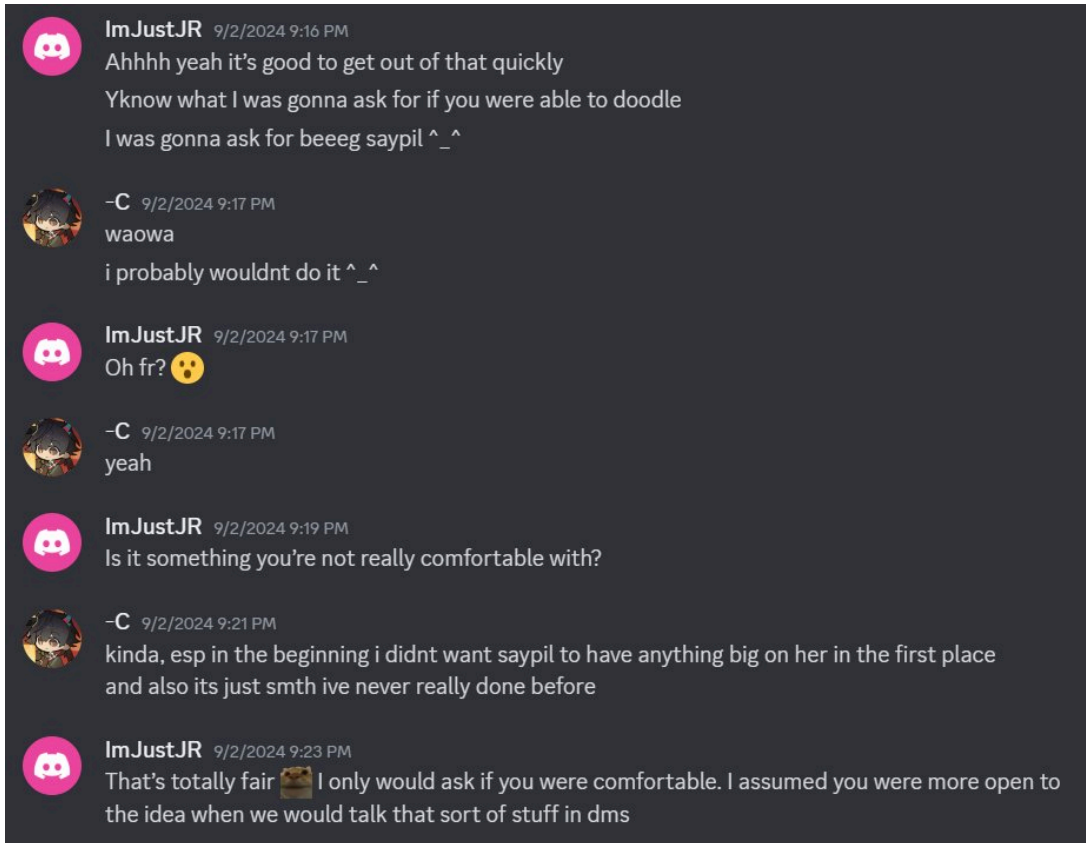 ImJustJR 9/2/2024 9:16 PM
Ahhhh yeah it’s good to get out of that quickly
Yknow what I was gonna ask for if you were able to doodle
I was gonna ask for beeeg saypil ^_^
-C 9/2/2024 9:17 PM
waowa
i probably wouldnt do it ^_^
ImJustJR 9/2/2024 9:17 PM
Oh fr? 😮
-C 9/2/2024 9:17 PM
yeah
ImJustJR 9/2/2024 9:19 PM
Is it something you’re not really comfortable with?
-C 9/2/2024 9:21 PM
kinda, esp in the beginning i didnt want saypil to have anything big on her in the first place
and also its just smth ive never really done before
ImJustJR 9/2/2024 9:23 PM
That’s totally fair I only would ask if you were comfortable. I assumed you were more open to
the idea when we would talk that sort of stuff in dms